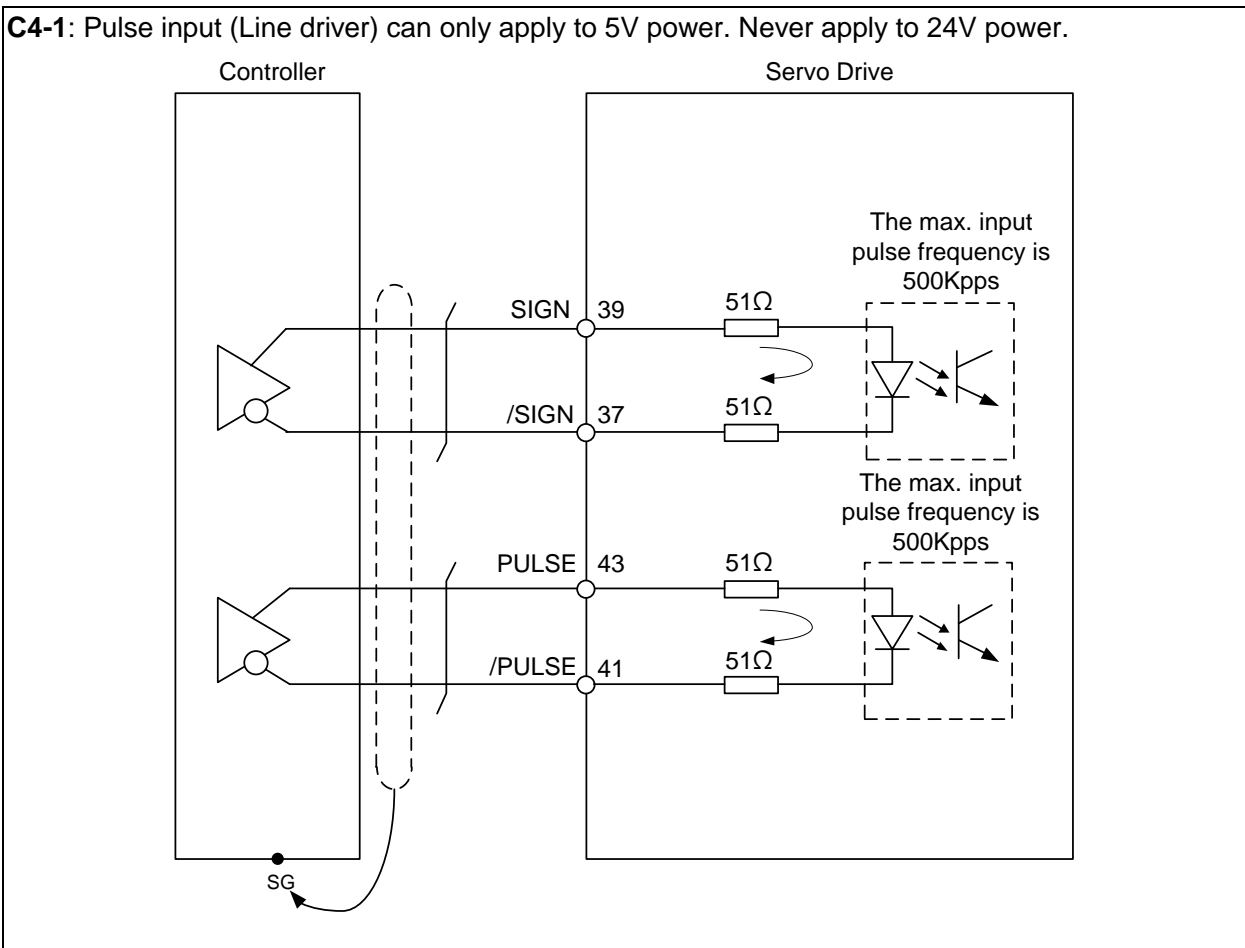 C4-1: Pulse input (Line driver) can only apply to 5V power. Never apply to 24V power.
Controller
Servo Drive
The max. input
pulse frequency is
500Kpps
SIGN 39
51Ω
/SIGN 37
51Ω
The max. input
pulse frequency is
500Kpps
PULSE 43
51Ω
/PULSE 41
51Ω
SG